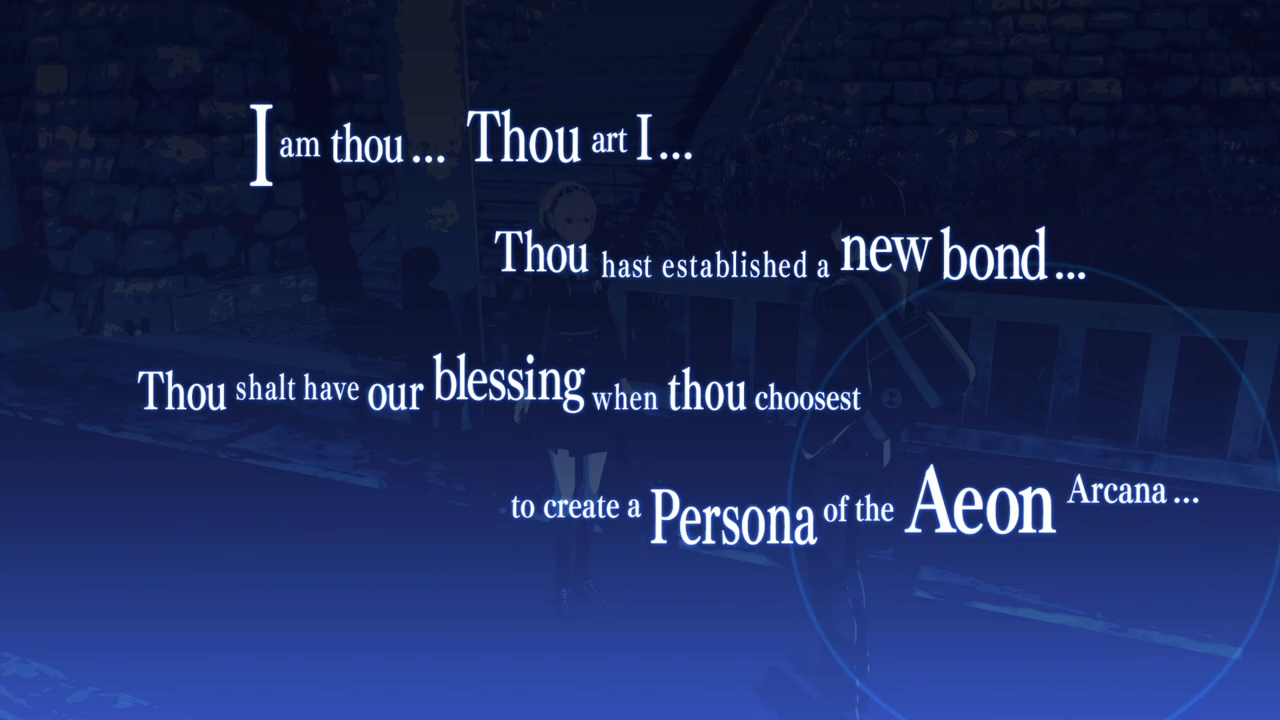 I am thou... Thou art I...
Thou hast established a new bond...
Thou shalt have our blessing when thou choosest
to create a Persona of the Aeon Arcana...